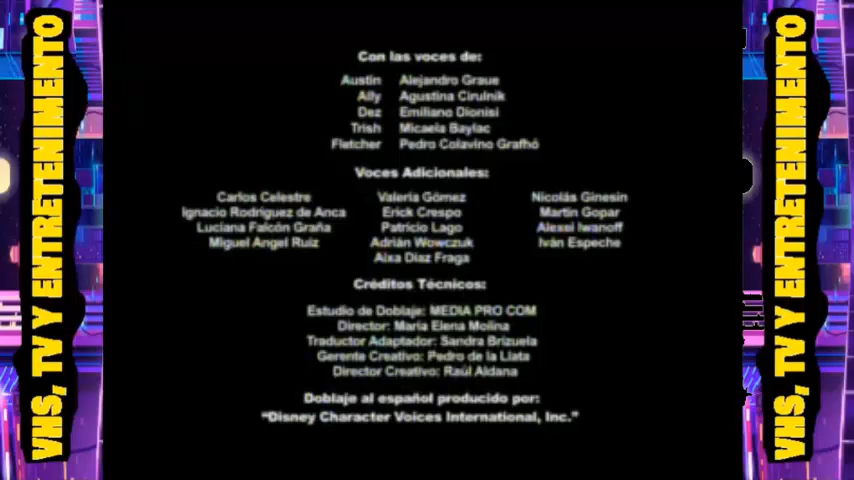 VHS, TV Y ENTRETENIMENTO
Con las voces de:
Austin Alejandro Graue
Ally Agustina Cirulnik
Dez Emiliano Dionisi
Trish Micaela Baylac
Fletcher Pedro Colavino Grafhó
Voces Adicionales:
Carlos Celestre Valeria Gómez Nicolás Ginesin
Ignacio Rodriguez de Anca Erick Crespo Martin Gopar
Luciana Falcón Graña Patricio Lago Alexei Iwanoff
Miguel Angel Ruiz Adrián Wowczuk Iván Espeche
Aixa Diaz Fraga
Créditos Técnicos:
Estudio de Doblaje: MEDIA PRO COM
Director: Maria Elena Molina
Traductor Adaptador: Sandra Brizuela
Gerente Creativo: Pedro de la Llata
Director Creativo: Raúl Aldana
Doblaje al español producido por:
“Disney Character Voices International, Inc.”
VHS, TV Y ENTRETENIMENTO